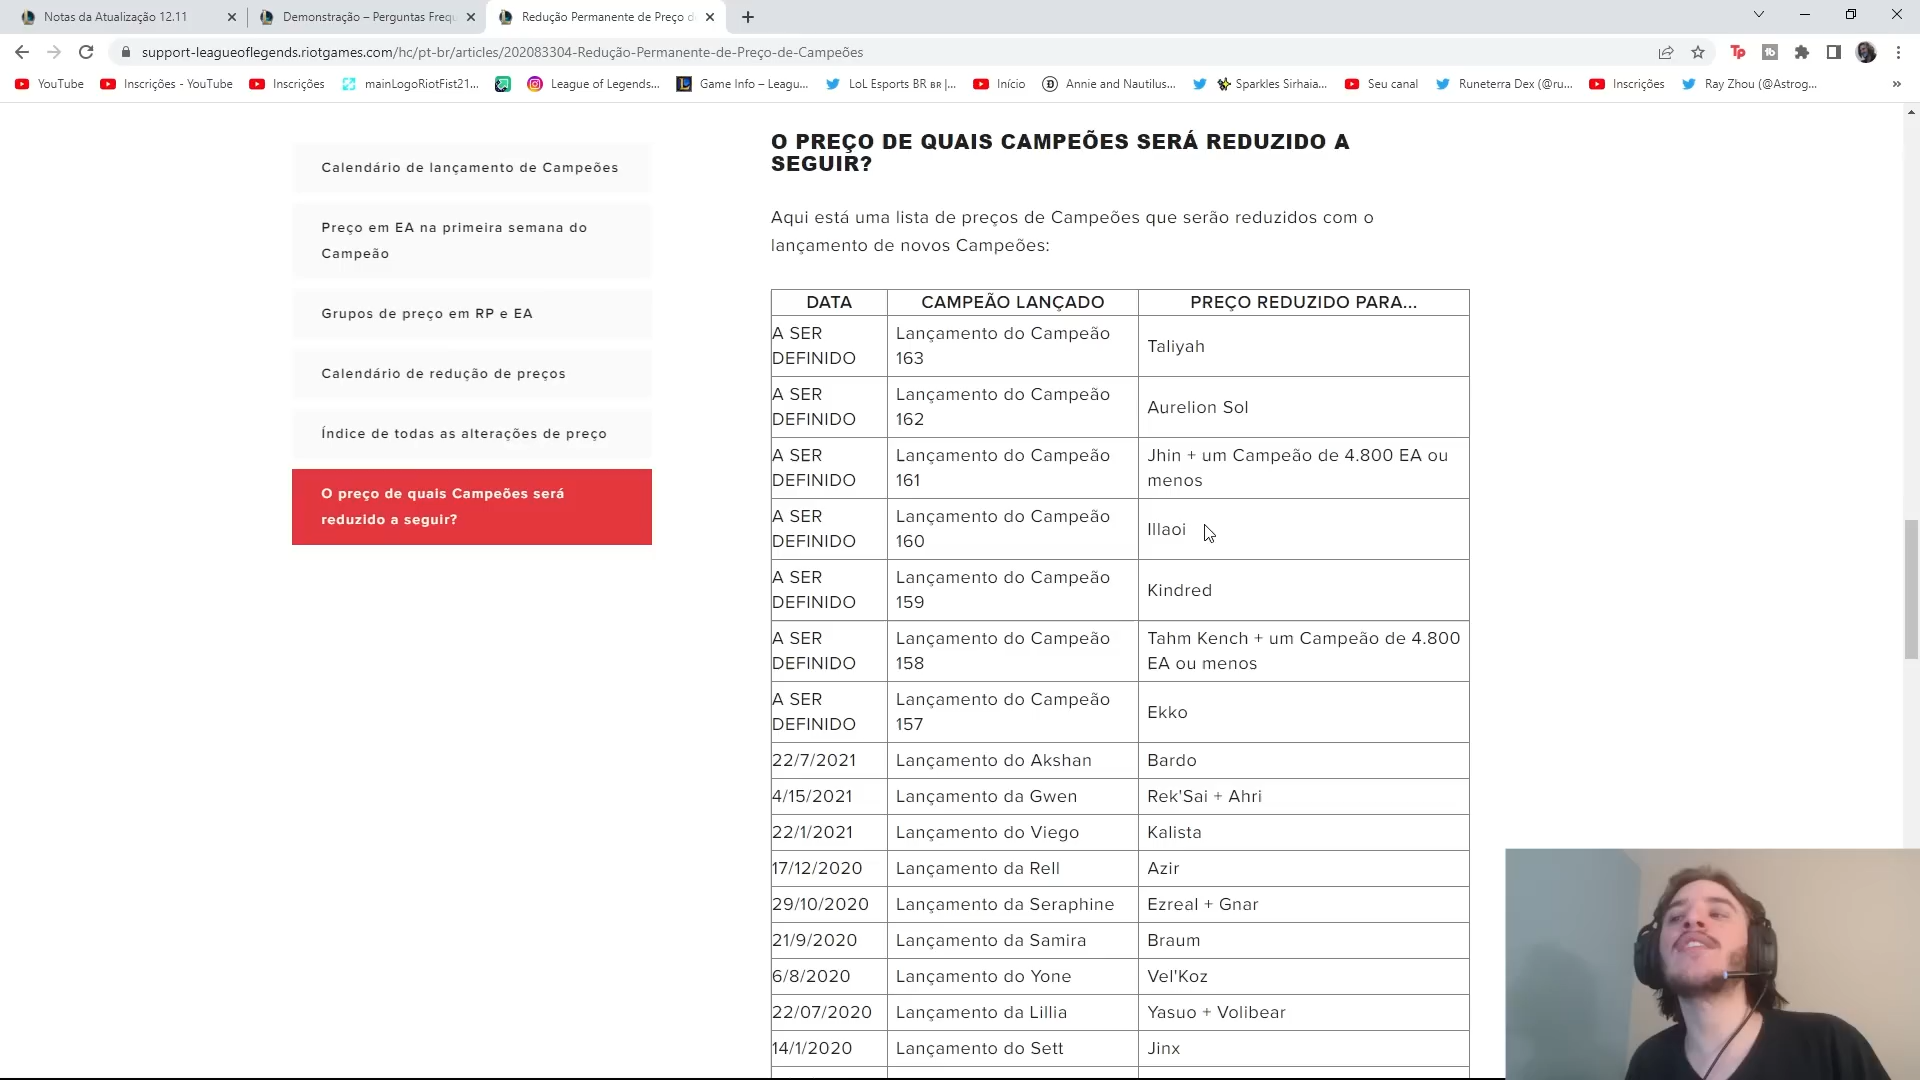 Notas da Atualização 12.11
Demonstração – Perguntas Frequ
Redução Permanente de Preço d
support-leagueoflegends.riotgames.com/hc/pt-br/articles/202083304-Redução-Permanente-de-Preço-de-Campeões
YouTube
Inscrições - YouTube
Inscrições
mainLogoRiotFist21...
League of Legends...
Game Info – Leagu...
LoL Esports BR ʙʀ |...
Início
Annie and Nautilus...
Sparkles Sirhaia...
Seu canal
Runeterra Dex (@ru...
Inscrições
Ray Zhou (@Astrog...
»
Calendário de lançamento de Campeões
Preço em EA na primeira semana do
Campeão
Grupos de preço em RP e EA
Calendário de redução de preços
Índice de todas as alterações de preço
O preço de quais Campeões será
reduzido a seguir?
O PREÇO DE QUAIS CAMPEÕES SERÁ REDUZIDO A
SEGUIR?
Aqui está uma lista de preços de Campeões que serão reduzidos com o
lançamento de novos Campeões:
DATA CAMPEÃO LANÇADO PREÇO REDUZIDO PARA...
A SER
DEFINIDO
Lançamento do Campeão
163
Taliyah
A SER
DEFINIDO
Lançamento do Campeão
162
Aurelion Sol
A SER
DEFINIDO
Lançamento do Campeão
161
Jhin + um Campeão de 4.800 EA ou
menos
A SER
DEFINIDO
Lançamento do Campeão
160
Illaoi
A SER
DEFINIDO
Lançamento do Campeão
159
Kindred
A SER
DEFINIDO
Lançamento do Campeão
158
Tahm Kench + um Campeão de 4.800
EA ou menos
A SER
DEFINIDO
Lançamento do Campeão
157
Ekko
22/7/2021 Lançamento do Akshan Bardo
4/15/2021 Lançamento da Gwen Rek'Sai + Ahri
22/1/2021 Lançamento do Viego Kalista
17/12/2020 Lançamento da Rell Azir
29/10/2020 Lançamento da Seraphine Ezreal + Gnar
21/9/2020 Lançamento da Samira Braum
6/8/2020 Lançamento do Yone Vel'Koz
22/07/2020 Lançamento da Lillia Yasuo + Volibear
14/1/2020 Lançamento do Sett Jinx